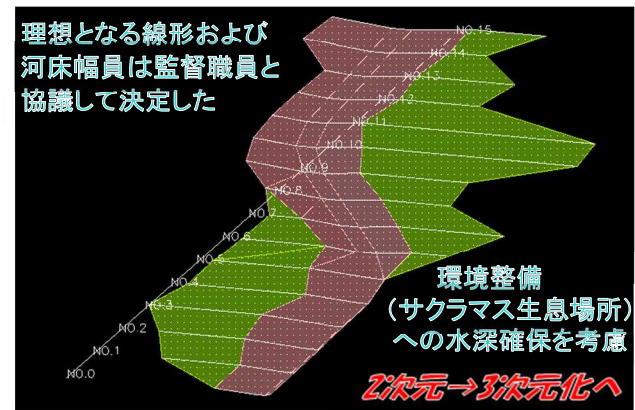 理想となる線形および
河床幅員は監督職員と
協議して決定した
NO.15
NO.14
NO.13
NO.12
NO.11
NO.10
NO.9
NO.8
NO.7
NO.6
NO.5
NO.4
NO.3
NO.2
NO.1
NO.0
環境整備
（サクラマス生息場所）
への水深確保を考慮
2次元→3次元化へ